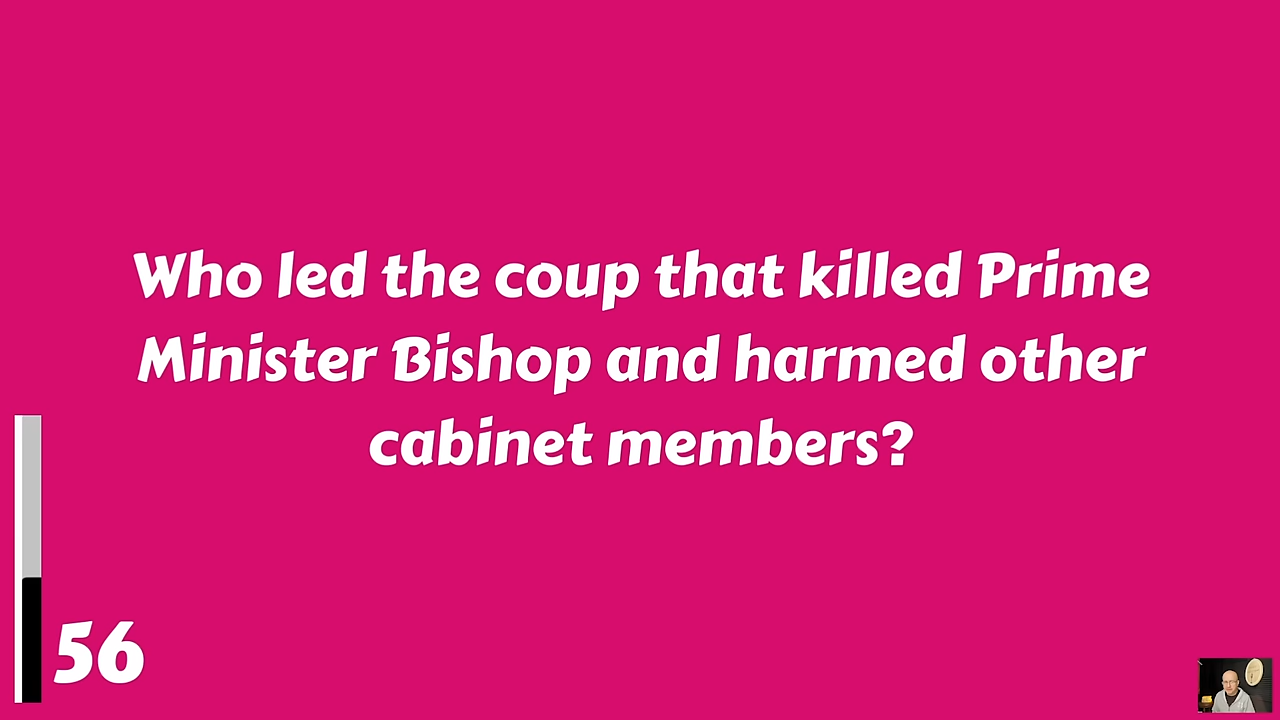 Who led the coup that killed Prime
Minister Bishop and harmed other
cabinet members?
56